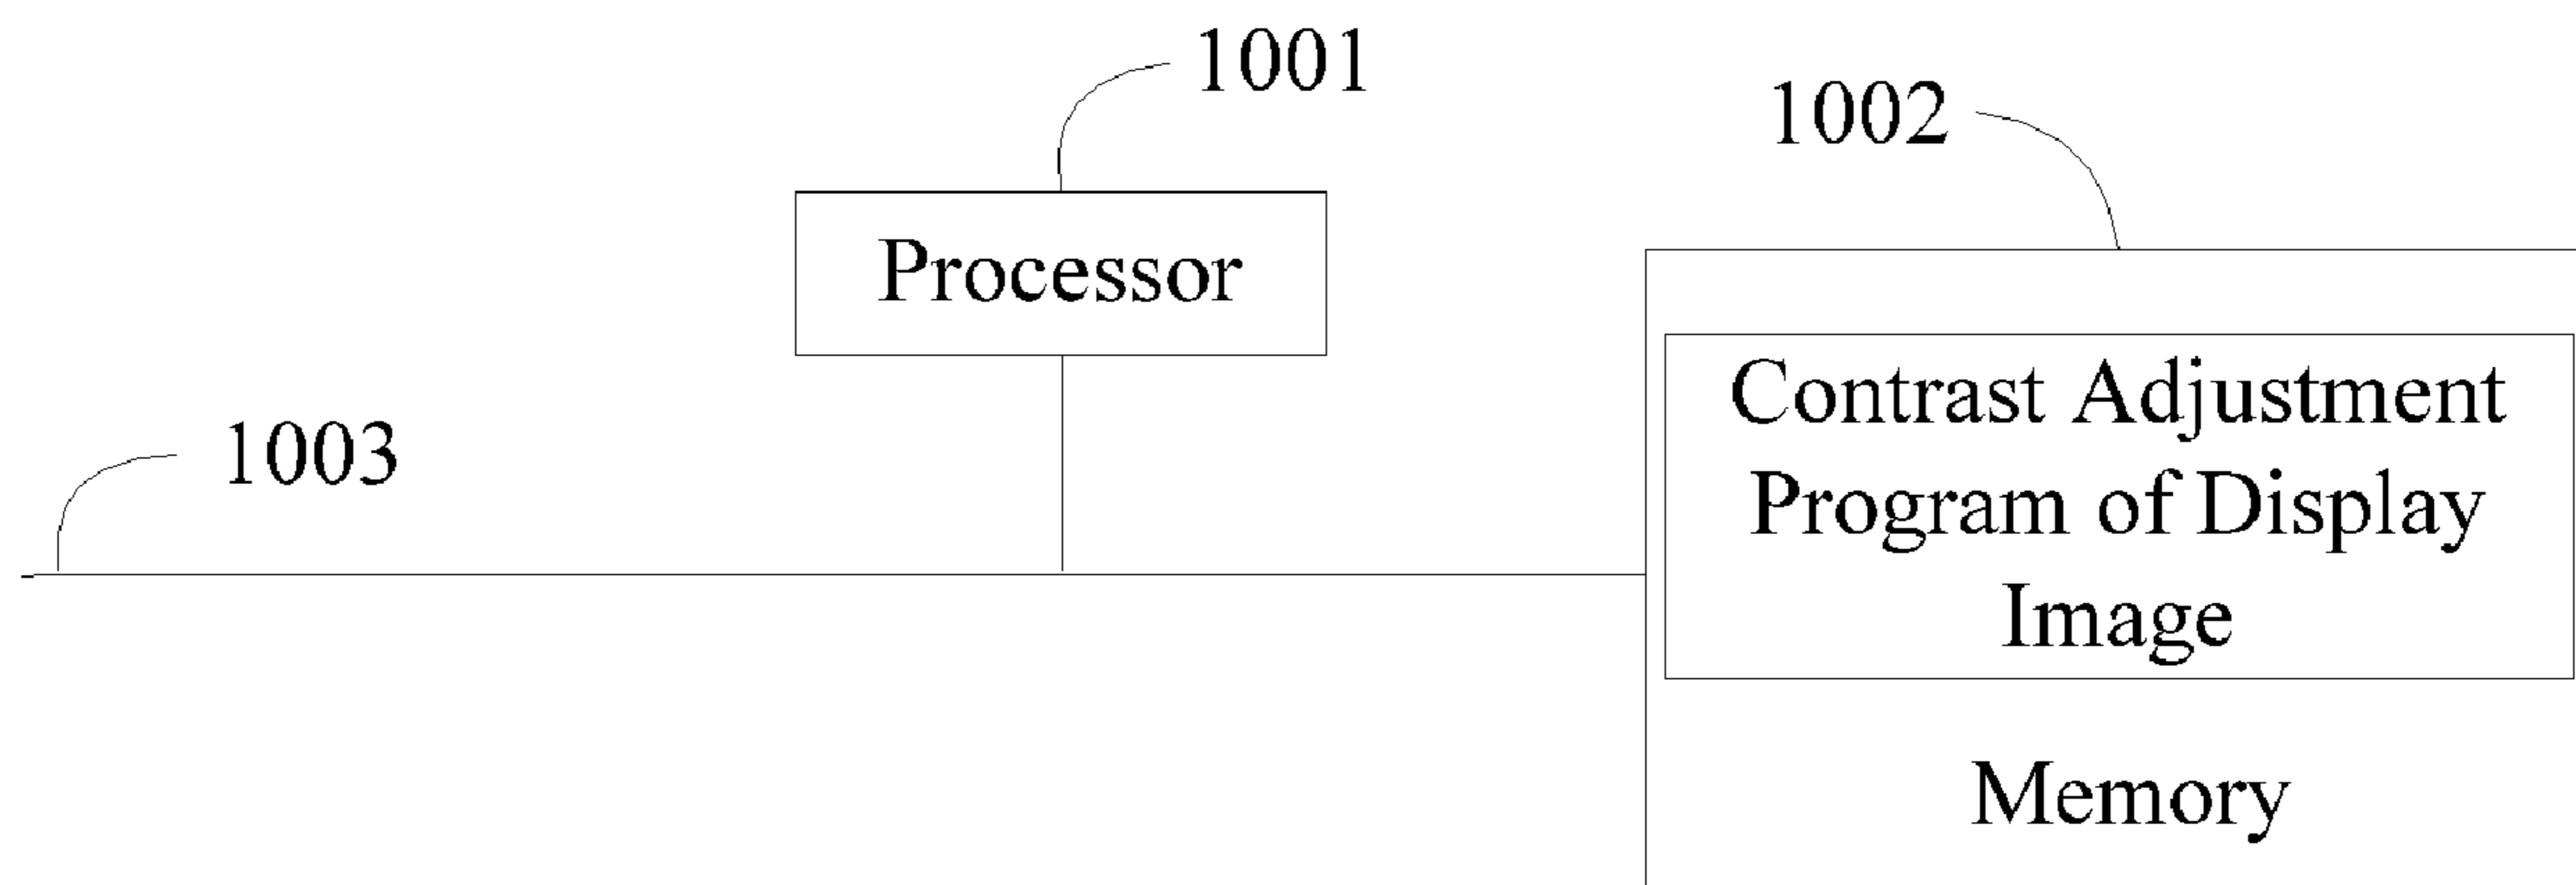 1001
1002
Processor
Contrast Adjustment
Program of Display
Image
1003
Memory